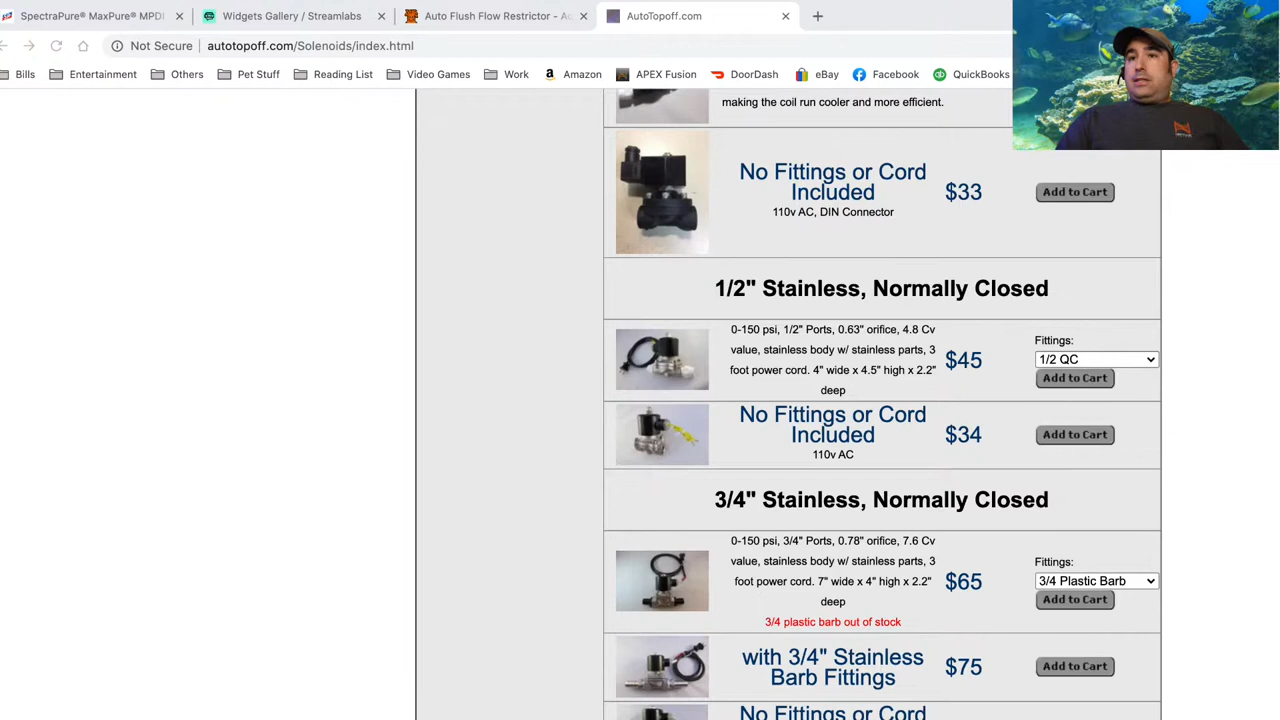 SpectraPure® MaxPure® MPDI
Widgets Gallery / Streamlabs
Auto Flush Flow Restrictor - Ac
AutoTopoff.com
Not Secure autotopoff.com/Solenoids/index.html
Bills Entertainment Others Pet Stuff Reading List Video Games Work Amazon APEX Fusion DoorDash eBay Facebook QuickBooks
making the coil run cooler and more efficient.
No Fittings or Cord
Included
110v AC, DIN Connector
$33
Add to Cart
1/2" Stainless, Normally Closed
0-150 psi, 1/2" Ports, 0.63" orifice, 4.8 Cv
value, stainless body w/ stainless parts, 3
foot power cord. 4" wide x 4.5" high x 2.2"
deep
$45
Fittings:
1/2 QC
Add to Cart
No Fittings or Cord
Included
110v AC
$34
Add to Cart
3/4" Stainless, Normally Closed
0-150 psi, 3/4" Ports, 0.78" orifice, 7.6 Cv
value, stainless body w/ stainless parts, 3
foot power cord. 7" wide x 4" high x 2.2"
deep
3/4 plastic barb out of stock
$65
Fittings:
3/4 Plastic Barb
Add to Cart
with 3/4" Stainless
Barb Fittings
$75
Add to Cart
No Fittings or Cord